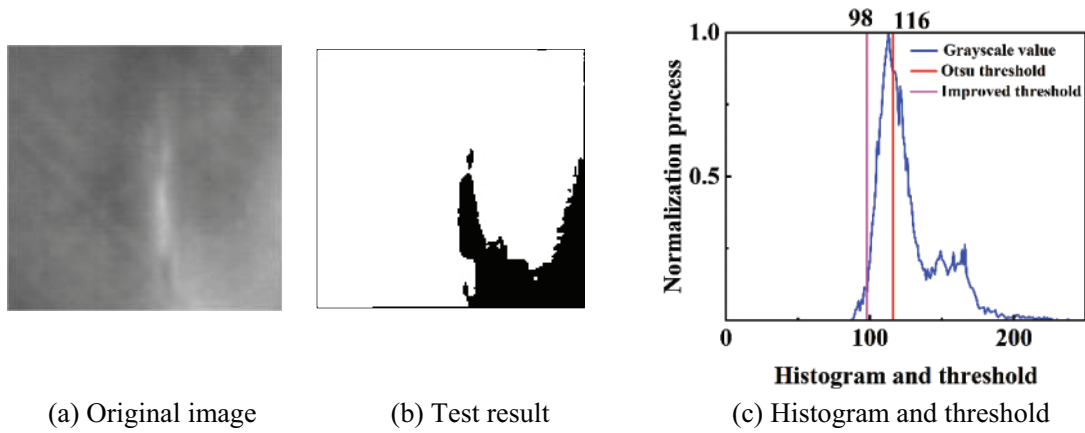 98 116
1.0
Grayscale value
Otsu threshold
Improved threshold
0.5
Normalization process
0 100 200
Histogram and threshold
(a) Original image (b) Test result (c) Histogram and threshold